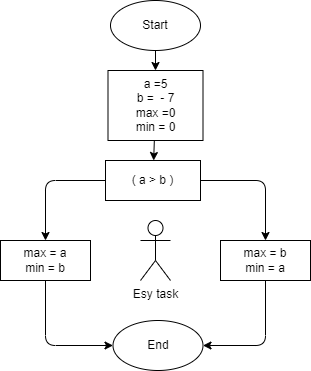 Start
a =5
b = - 7
max =0
min = 0
( a > b )
max = a
min = b
max = b
min = a
Esy task
End